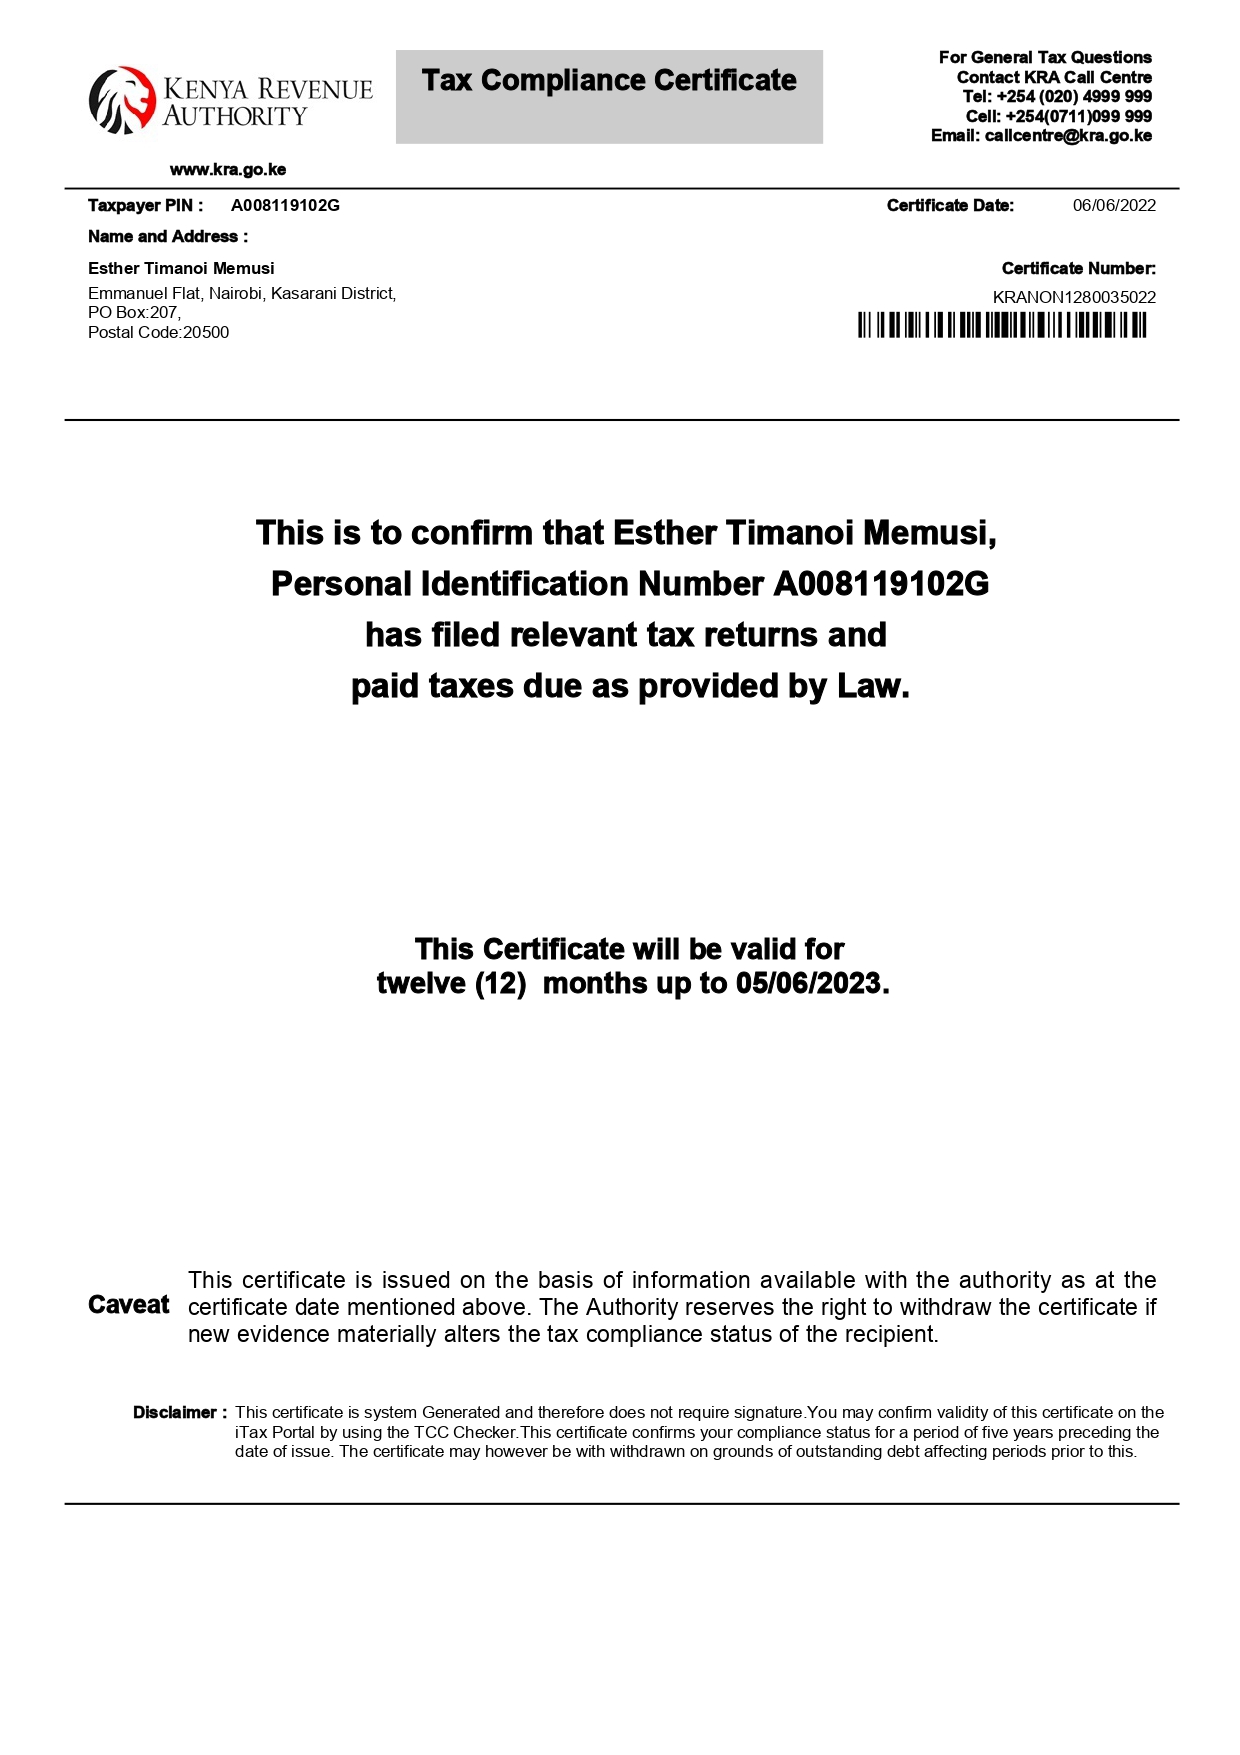 KENYA REVENUE
AUTHORITY
www.kra.go.ke
Tax Compliance Certificate
For General Tax Questions
Contact KRA Call Centre
Tel: +254 (020) 4999 999
Cell: +254(0711)099 999
Email: callcentre@kra.go.ke
Taxpayer PIN : A008119102G
Certificate Date: 06/06/2022
Name and Address :
Esther Timanoi Memusi
Emmanuel Flat, Nairobi, Kasarani District,
PO Box:207,
Postal Code:20500
Certificate Number:
KRANON1280035022
This is to confirm that Esther Timanoi Memusi,
Personal Identification Number A008119102G
has filed relevant tax returns and
paid taxes due as provided by Law.
This Certificate will be valid for
twelve (12) months up to 05/06/2023.
Caveat
This certificate is issued on the basis of information available with the authority as at the
certificate date mentioned above. The Authority reserves the right to withdraw the certificate if
new evidence materially alters the tax compliance status of the recipient.
Disclaimer : This certificate is system Generated and therefore does not require signature.You may confirm validity of this certificate on the
iTax Portal by using the TCC Checker.This certificate confirms your compliance status for a period of five years preceding the
date of issue. The certificate may however be with withdrawn on grounds of outstanding debt affecting periods prior to this.